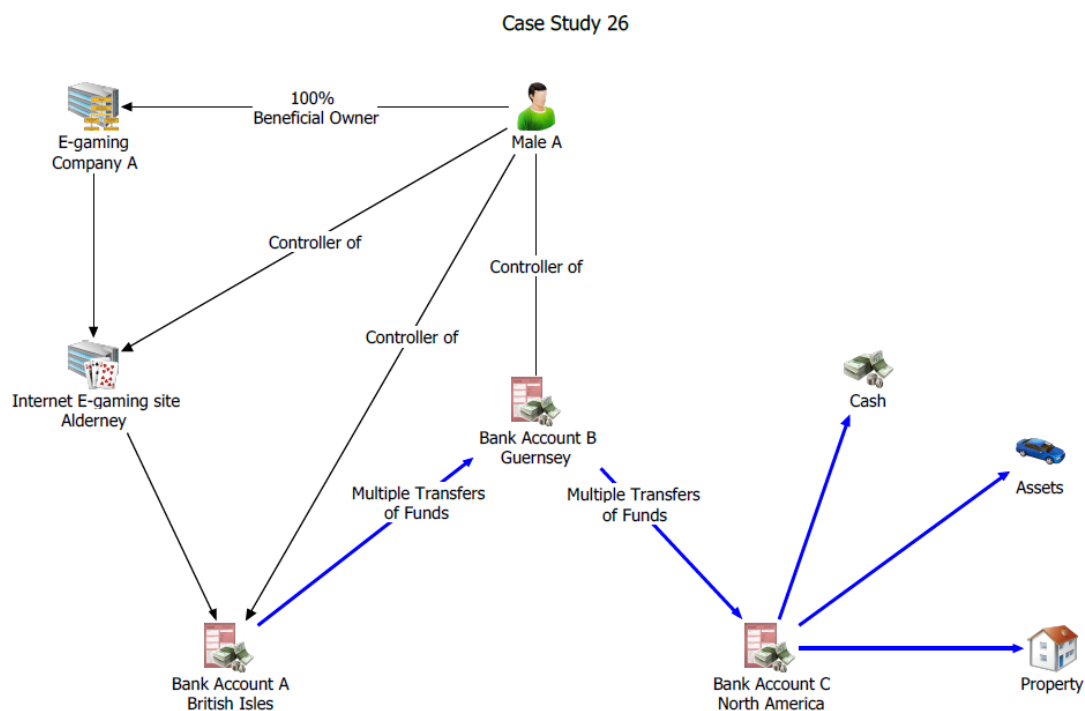 Case Study 26
100%
Beneficial Owner
E-gaming
Company A
Male A
Controller of
Controller of
Controller of
Internet E-gaming site
Alderney
Cash
Bank Account B
Guernsey
Assets
Multiple Transfers
of Funds
Multiple Transfers
of Funds
Bank Account A
British Isles
Bank Account C
North America
Property